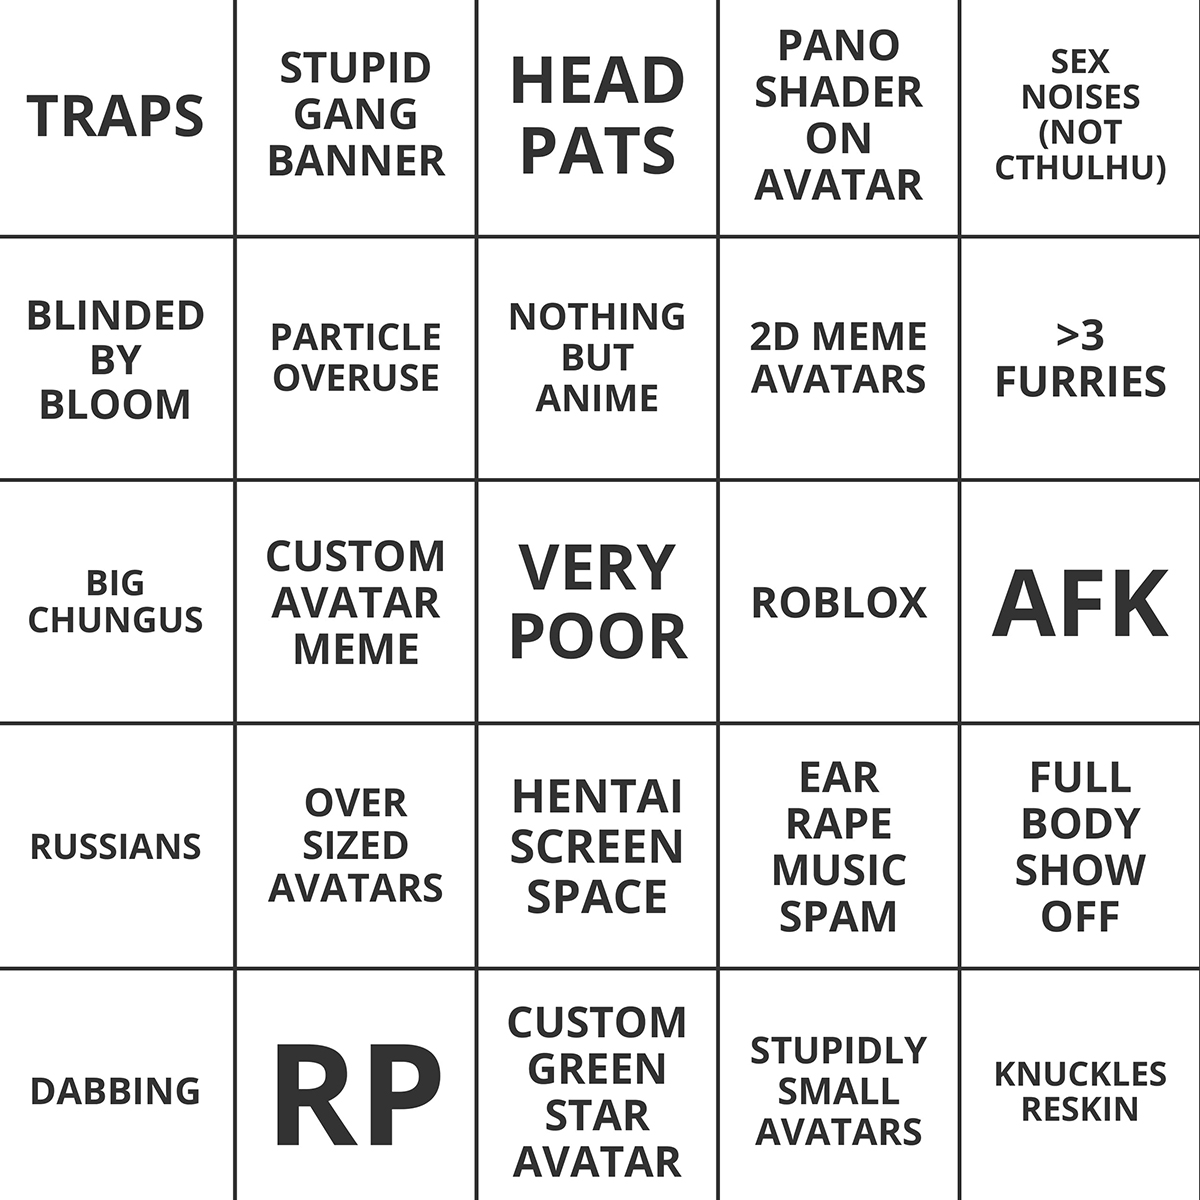 TRAPS
STUPID
GANG
BANNER
HEAD
PATS
PANO
SHADER
ON
AVATAR
SEX
NOISES
(NOT
CTHULHU)
BLINDED
BY
BLOOM
PARTICLE
OVERUSE
NOTHING
BUT
ANIME
2D MEME
AVATARS
>3
FURRIES
BIG
CHUNGUS
CUSTOM
AVATAR
MEME
VERY
POOR
ROBLOX
AFK
RUSSIANS
OVER
SIZED
AVATARS
HENTAI
SCREEN
SPACE
EAR
RAPE
MUSIC
SPAM
FULL
BODY
SHOW
OFF
DABBING
RP
CUSTOM
GREEN
STAR
AVATAR
STUPIDLY
SMALL
AVATARS
KNUCKLES
RESKIN